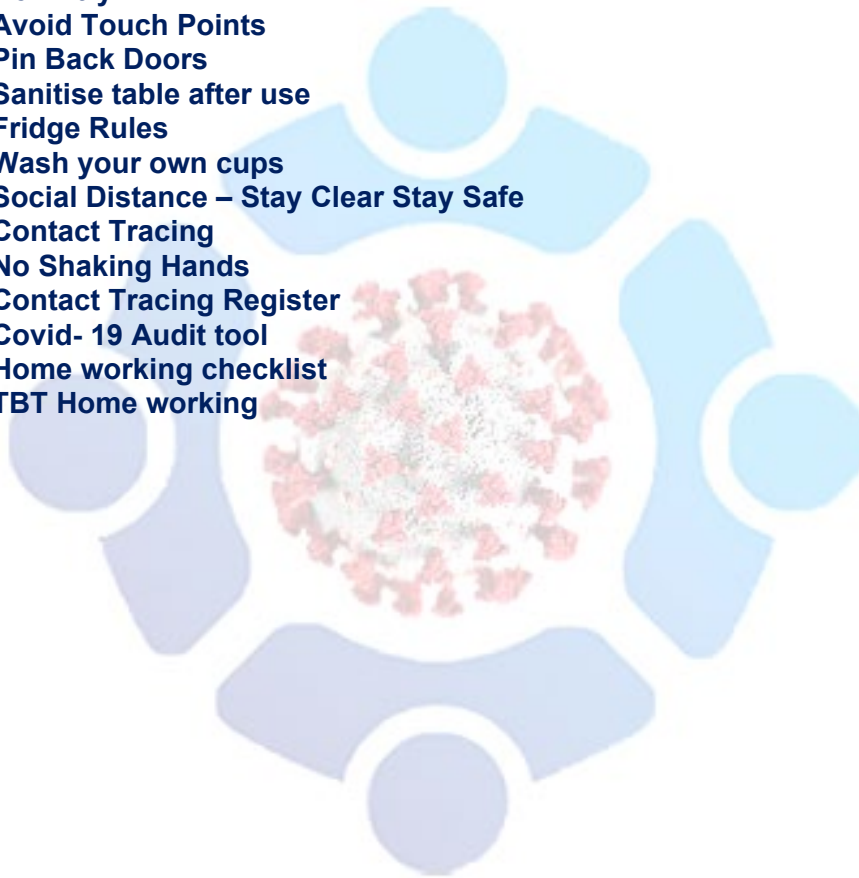 Avoid Touch Points
Pin Back Doors
Sanitise table after use
Fridge Rules
Wash your own cups
Social Distance – Stay Clear Stay Safe
Contact Tracing
No Shaking Hands
Contact Tracing Register
Covid- 19 Audit tool
Home working checklist
TBT Home working